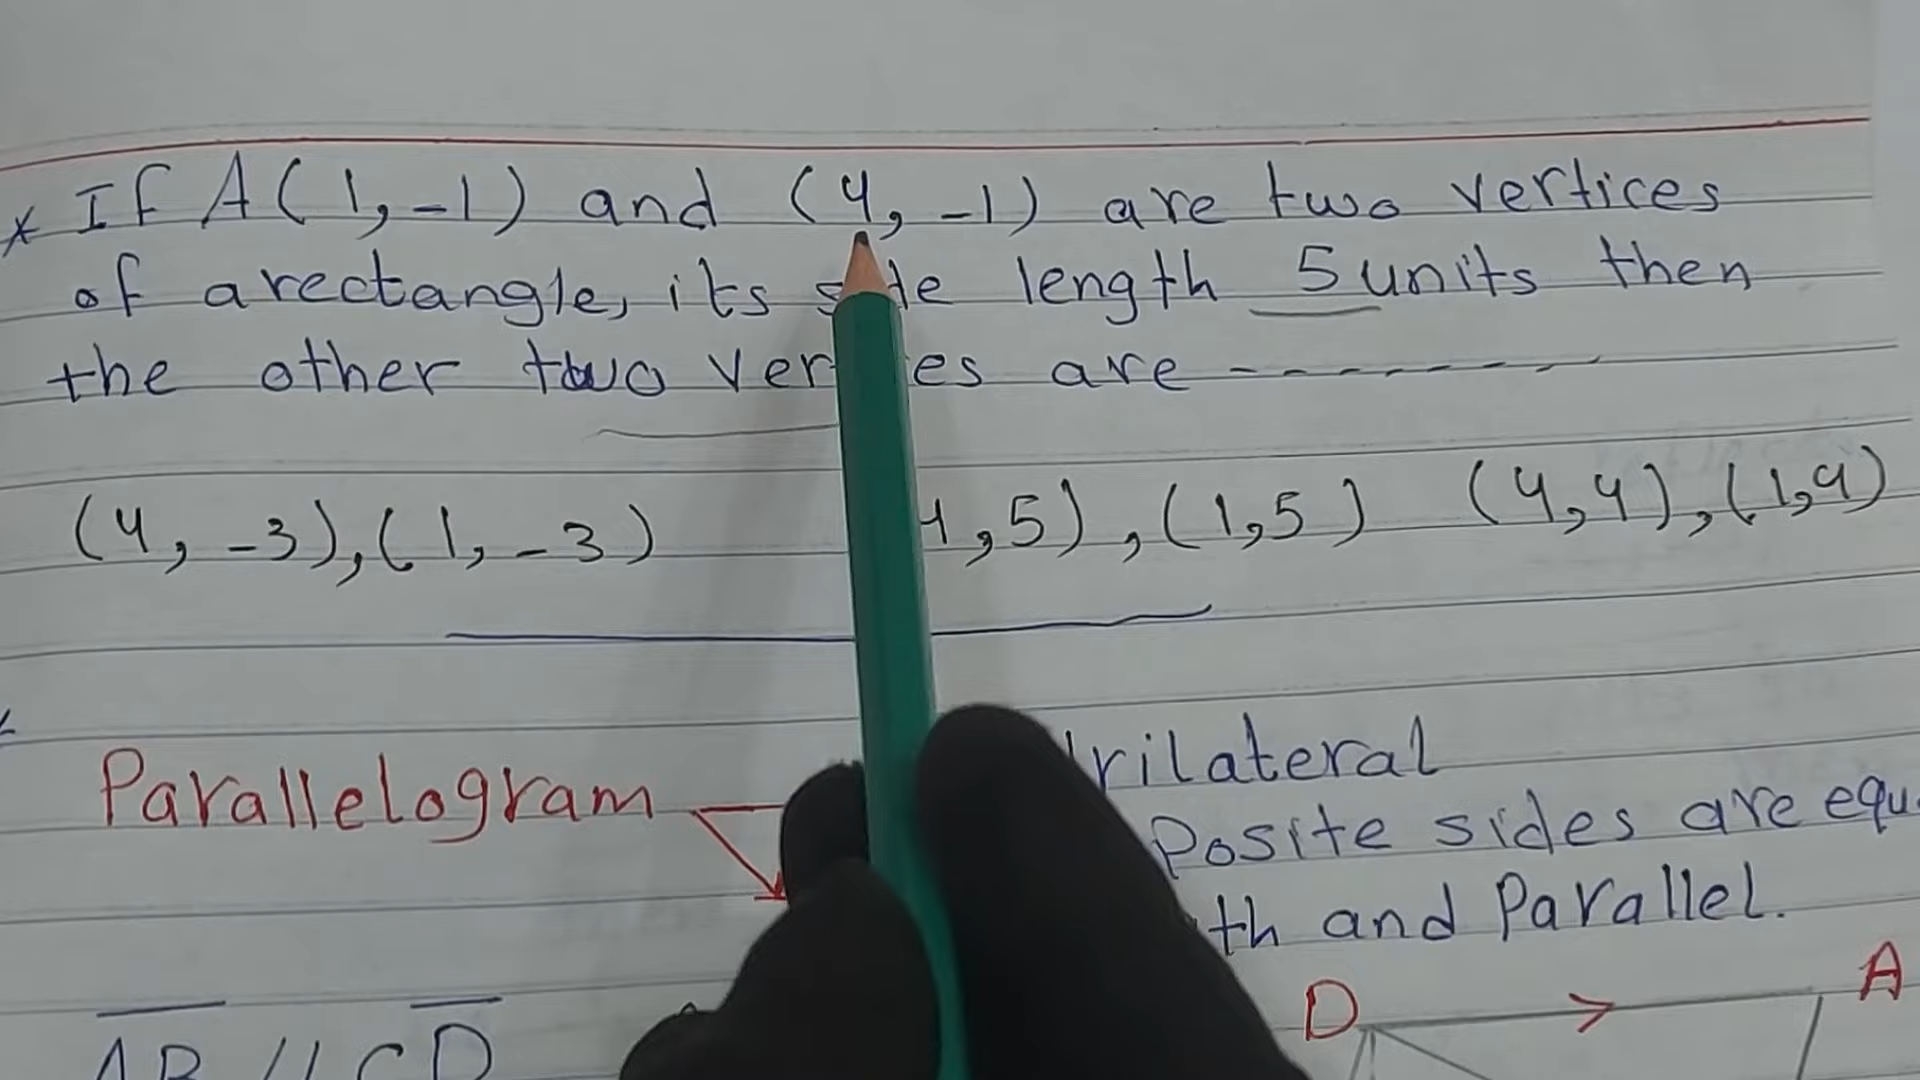 * If A(1,-1) and (4,-1) are two vertices
of a rectangle, its length 5 units then
the other two are - - - - - - -
(4,-3),(1,-3) ,5),(1,5) (4,4),(1,4)
Parallelogram rilateral
Posite sides are equ
th and Parallel.
D A
AB // CD